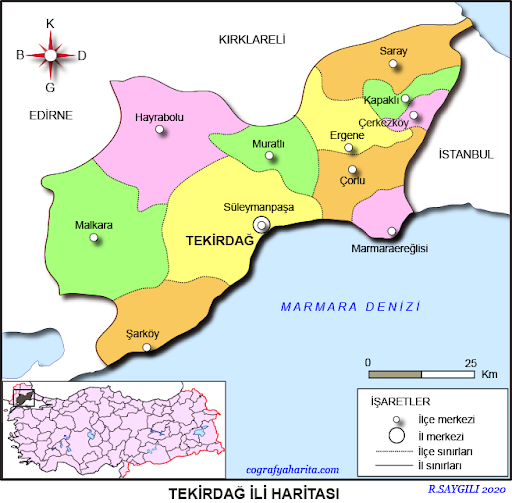 K
B
D
G
KIRKLARELİ
EDİRNE
İSTANBUL
Saray
Kapaklı
Çerkezköy
Hayrabolu
Muratlı
Ergene
Çorlu
Süleymanpaşa
TEKİRDAĞ
Malkara
Marmaraereğlisi
Şarköy
MARMARA DENİZİ
0
25
Km
İŞARETLER
İlçe merkezi
İl merkezi
İlçe sınırları
İl sınırları
cografyaharita.com
R.SAYGILI 2020
TEKİRDAĞ İLİ HARİTASI